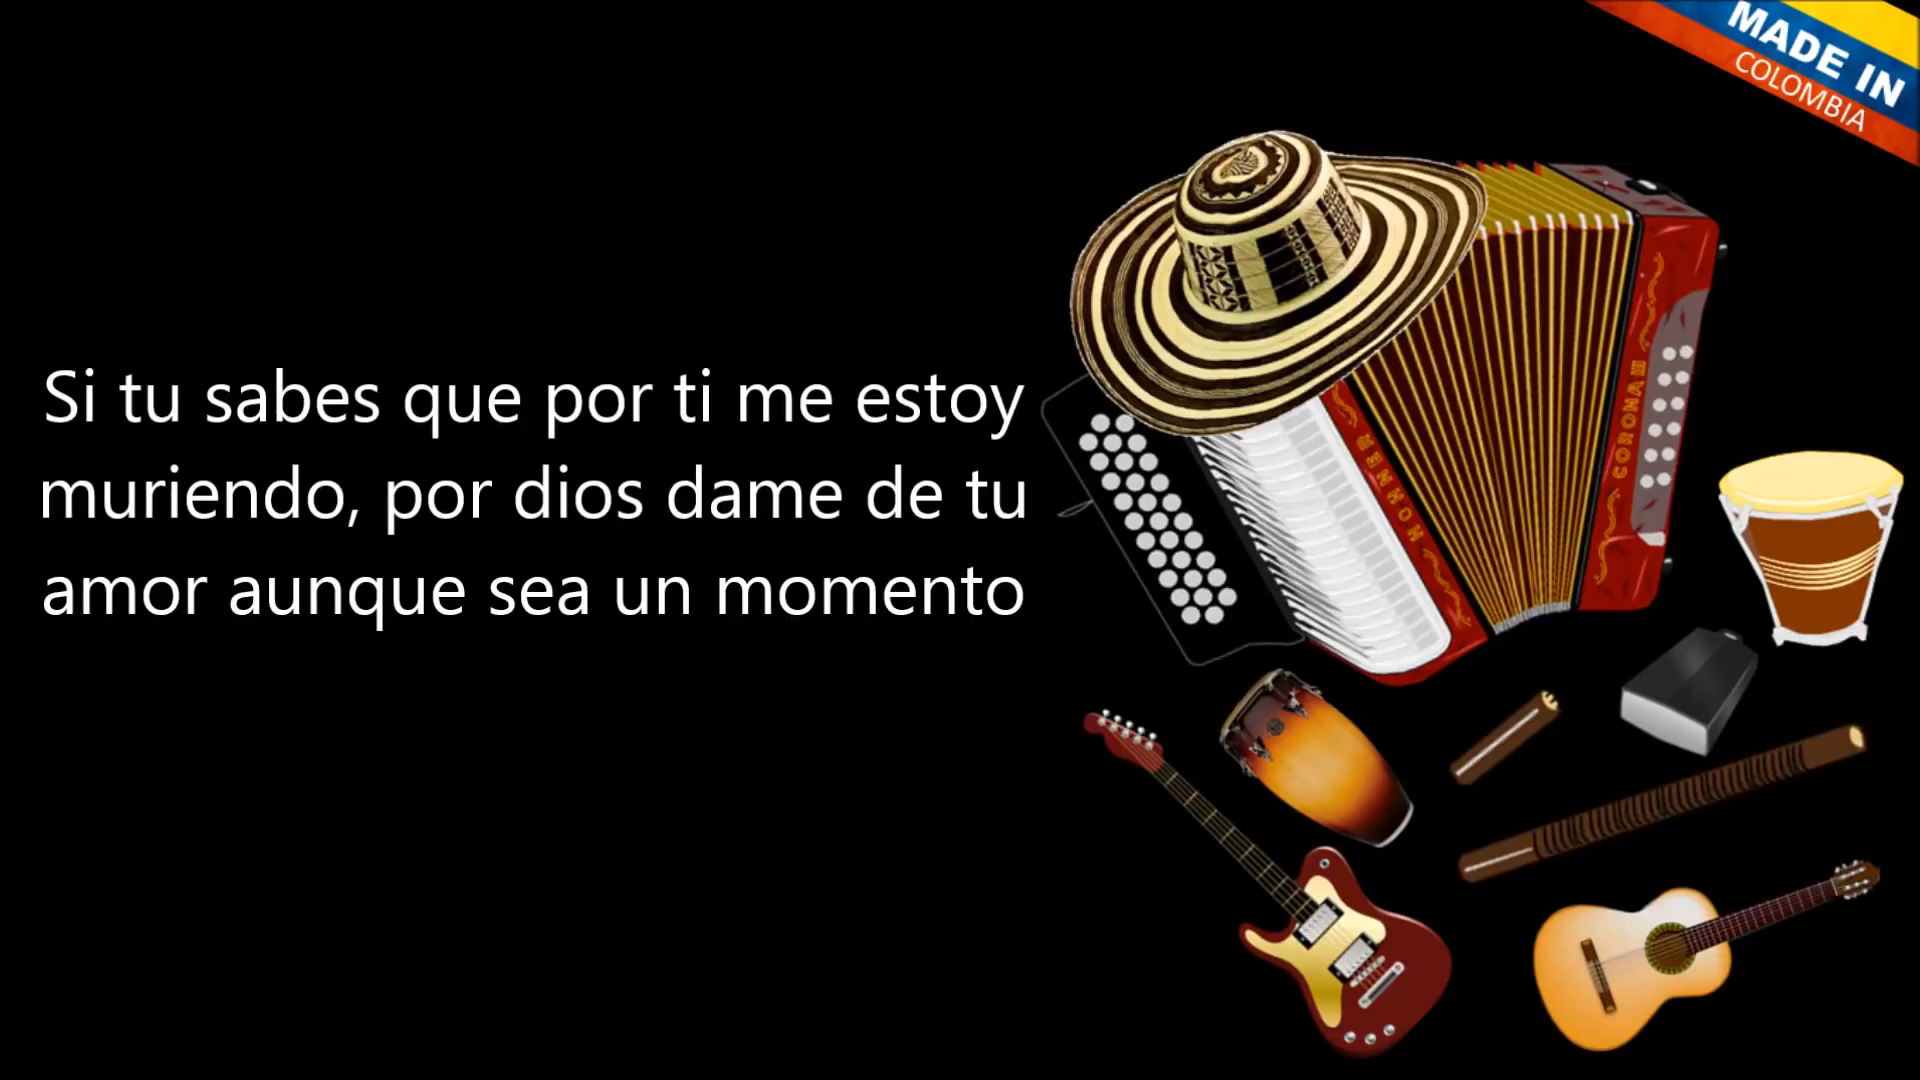 MADE IN
COLOMBIA
Si tu sabes que por ti me estoy
muriendo, por dios dame de tu
amor aunque sea un momento
HOHNER
CORONA III